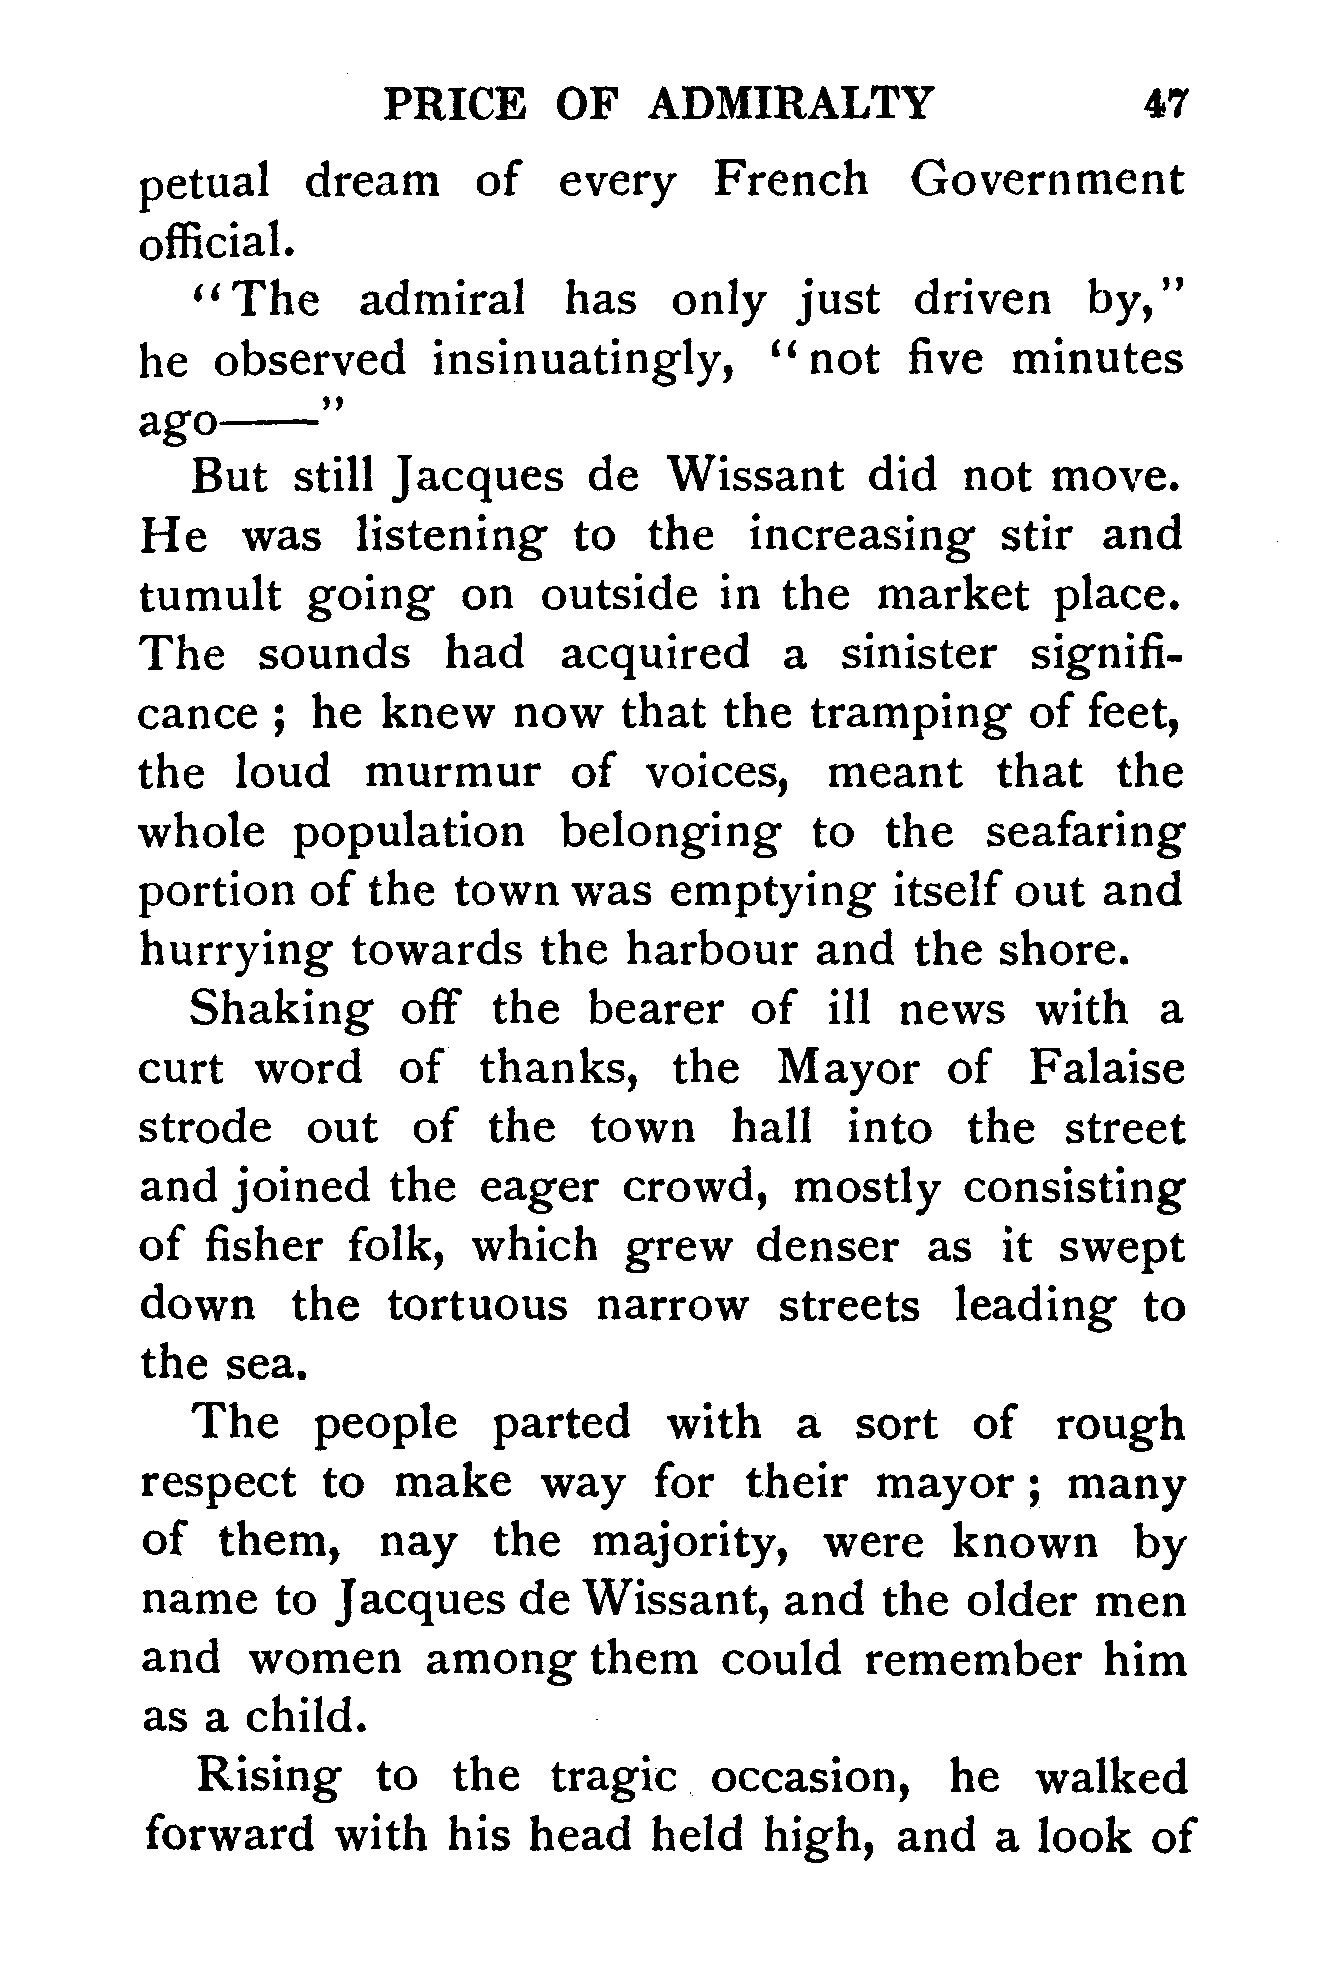 PRICE OF ADMIRALTY 47
petual dream of every French Government
official.
“The admiral has only just driven by,”
he observed insinuatingly, “not five minutes
ago——”
But still Jacques de Wissant did not move.
He was listening to the increasing stir and
tumult going on outside in the market place.
The sounds had acquired a sinister signifi-
cance ; he knew now that the tramping of feet,
the loud murmur of voices, meant that the
whole population belonging to the seafaring
portion of the town was emptying itself out and
hurrying towards the harbour and the shore.
Shaking off the bearer of ill news with a
curt word of thanks, the Mayor of Falaise
strode out of the town hall into the street
and joined the eager crowd, mostly consisting
of fisher folk, which grew denser as it swept
down the tortuous narrow streets leading to
the sea.
The people parted with a sort of rough
respect to make way for their mayor ; many
of them, nay the majority, were known by
name to Jacques de Wissant, and the older men
and women among them could remember him
as a child.
Rising to the tragic occasion, he walked
forward with his head held high, and a look of